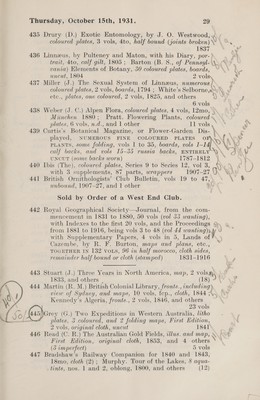 Thursday, October 15th, 1931. 29
435 Drury (D.) Exotic Entomology, by J. O. Westwood,
coloured plates, 3 vols, 4to, half bound (joints broken)
1837
436 Linnæus, by Pulteney and Maton, with his Diary, por-
trait, 4to, calf gilt, 1805; Barton (B. S., of Pennsyl-
vania) Elements of Botany, 30 coloured plates, boards,
uncut, 1804 2 vols
437 Miller (J.) The Sexual System of Linnæus, numerous
coloured plates, 2 vols, boards, 1794; White's Selborne,
etc., plates, one coloured, 2 vols, 1825, and others
6 vols
438 Weber (J. C.) Alpen Flora, coloured plates, 4 vols, 12mo,
München 1880; Pratt, Flowering Plants, coloured
plates, 6 vols, n.d., and 1 other 11 vols
439 Curtis's Botanical Magazine, or Flower-Garden Dis-
played, NUMEROUS FINE COLOURED PLATES OF
PLANTS, some folding, vols 1 to 35, boards, vols 1-14
calf backs, and vols 15-35 russia backs, ENTIRELY
UNCUT (some backs worn) 1787-1812
440 Ibis (The), coloured plates, Series 9 to Series 12, vol 3,
with 3 supplements, 87 parts, wrappers 1907-27
441 British Ornithologists' Club Bulletin, vols 19 to 47,
unbound, 1907-27, and 1 other
Sold by Order of a West End Club.
442 Royal Geographical Society—Journal, from the com-
mencement in 1831 to 1880, 50 vols (vol 33 wanting),
with Indexes to the first 20 vols, and the Proceedings
from 1881 to 1916, being vols 3 to 48 (vol 44 wanting)
with Supplementary Papers, 4 vols in 5, Lands of
Cazembe, by R. F. Burton, maps and plans, etc.,
TOGETHER IN 132 VOLS, 96 in half morocco, cloth sides,
remainder half bound or cloth (stamped) 1831-1916
443 Stuart (J.) Three Years in North America, map, 2 vols,
1833, and others (18)
444 Martin (R. M.) British Colonial Library, fronts., including
view of Sydney, and maps, 10 vols, fcp., cloth, 1844;
Kennedy's Algeria, fronts., 2 vols, 1846, and others
23 vols
445 Grey (G.) Two Expeditions in Western Australia, litho
plates, 3 coloured, and 2 folding maps, First Edition,
2 vols, original cloth, uncut 1841
446 Read (C. R.) The Australian Gold Fields, illus. and map,
First Edition, original cloth, 1853, and 4 others
(3 imperfect) 5 vols
447 Bradshaw's Railway Companion for 1840 and 1843,
18mo, cloth (2); Murphy. Tour of the Lakes, 8 aqua-
tints, nos. 1 and 2, oblong, 1800, and others (12)